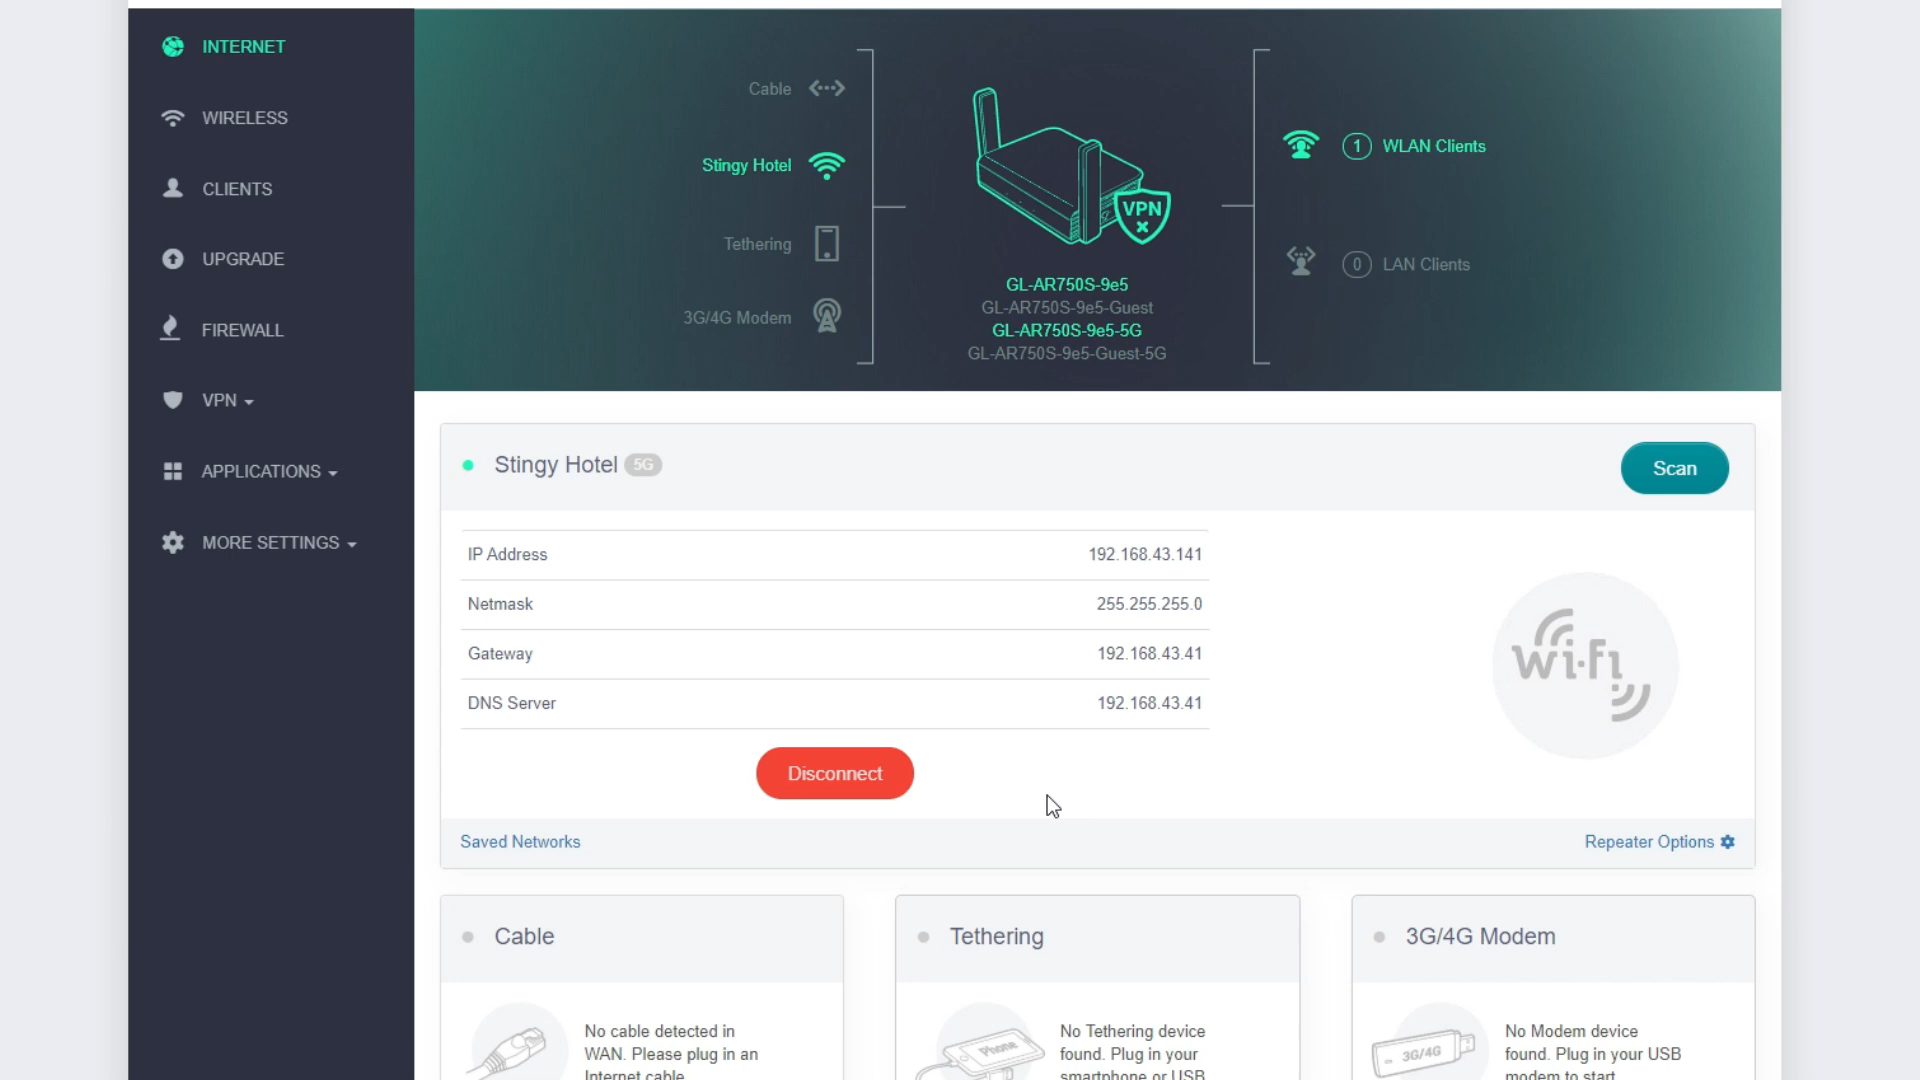 INTERNET
WIRELESS
CLIENTS
UPGRADE
FIREWALL
VPN
APPLICATIONS
MORE SETTINGS
Cable
Stingy Hotel
Tethering
3G/4G Modem
VPN
GL-AR750S-9e5
GL-AR750S-9e5-Guest
GL-AR750S-9e5-5G
GL-AR750S-9e5-Guest-5G
1 WLAN Clients
0 LAN Clients
Stingy Hotel 5G
Scan
IP Address 192.168.43.141
Netmask 255.255.255.0
Gateway 192.168.43.41
DNS Server 192.168.43.41
Wi-Fi
Disconnect
Saved Networks
Repeater Options
Cable
No cable detected in
WAN. Please plug in an
Internet cable
Tethering
Phone
No Tethering device
found. Plug in your
smartphone or USB
3G/4G Modem
3G/4G
No Modem device
found. Plug in your USB
modem to start